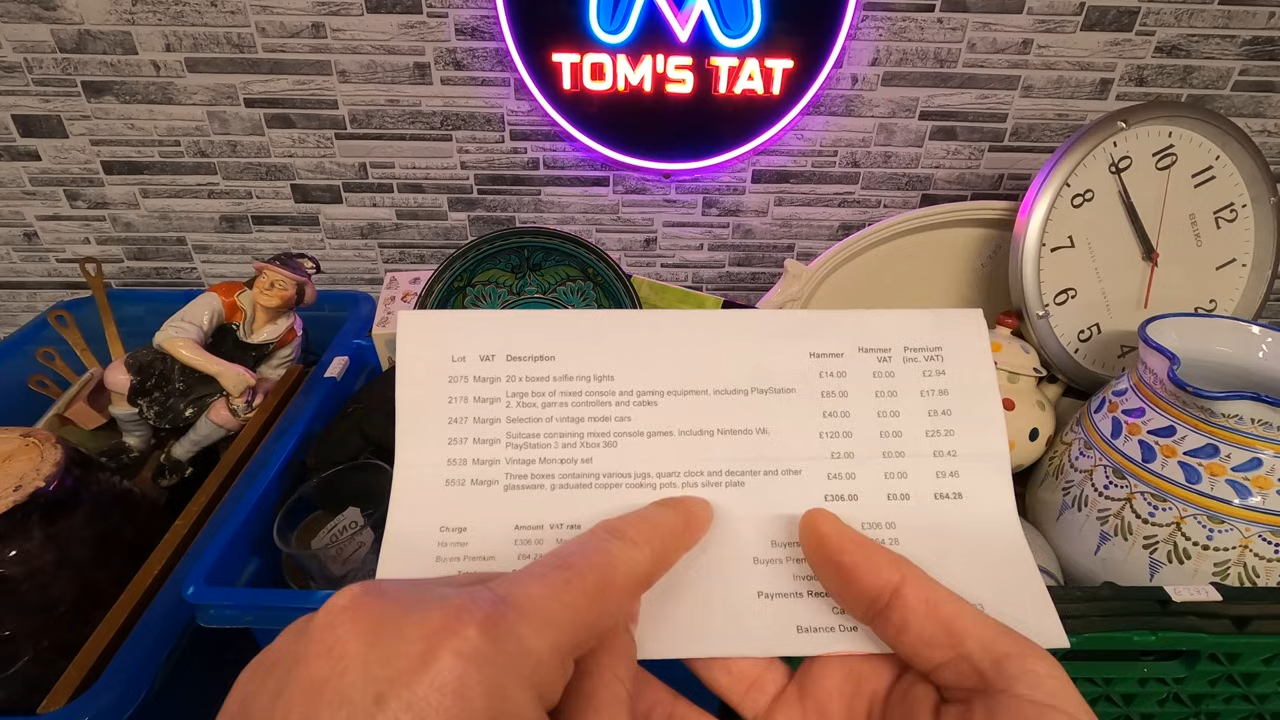 TOM'S TAT
9 10 11 12 1 2 4 5 6 7 8
SEIKO
Lot VAT Description Hammer Hammer VAT Premium (inc. VAT)
2075 Margin 20 x boxed selfie ring lights £14.00 £0.00 £2.94
2178 Margin Large box of mixed console and gaming equipment, including PlayStation £85.00 £0.00 £17.86
2, Xbox, games controllers and cables
2427 Margin Selection of vintage model cars £40.00 £0.00 £8.40
2537 Margin Suitcase containing mixed console games, including Nintendo Wii, £120.00 £0.00 £25.20
PlayStation 3 and Xbox 360
5528 Margin Vintage Monopoly set £2.00 £0.00 £0.42
5532 Margin Three boxes containing various jugs, quartz clock and decanter and other £45.00 £0.00 £9.46
glassware, graduated copper cooking pots, plus silver plate
£306.00 £0.00 £64.28
Charge Amount VAT rate
Hammer £306.00
£306.00
Buyers Premium £64.28
Buyers
64.28
Buyers Prem
Payments Rece
Balance Due